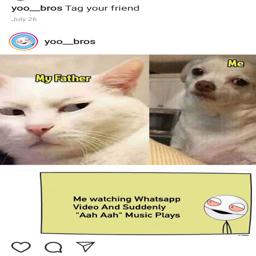 yoo__bros Tag your friend
July 26
yoo__bros
Me
My Father
Me watching Whatsapp
Video And Suddenly
"Aah Aah" Music Plays